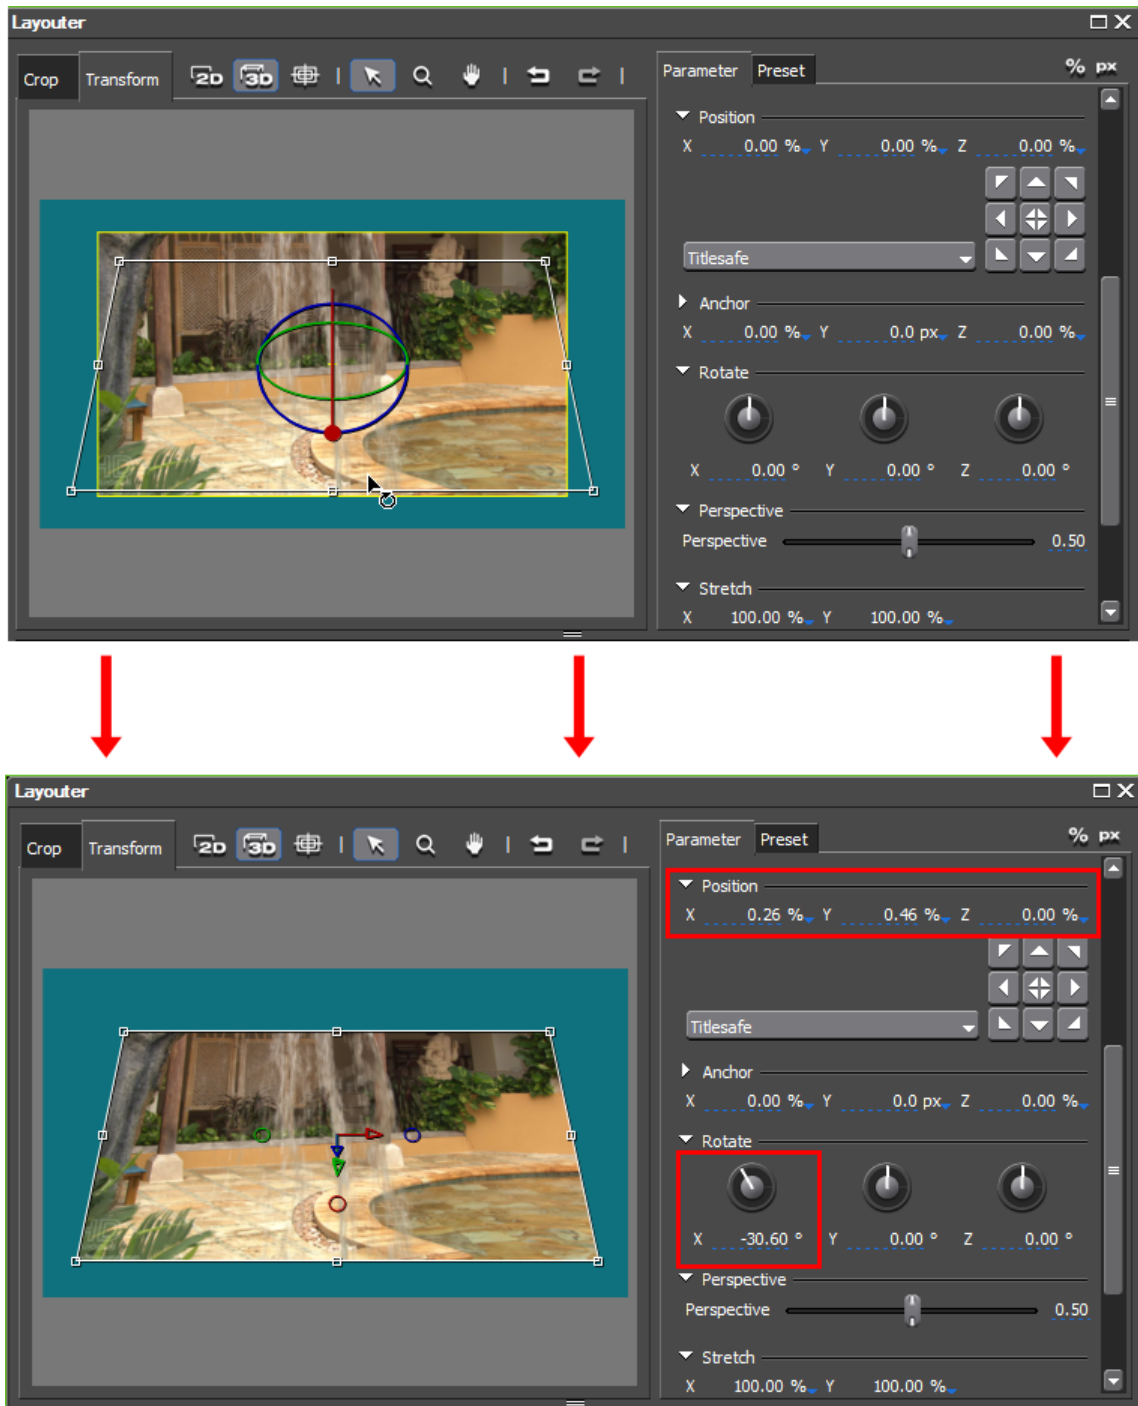 Layouter
Crop Transform 2D 3D Parameter Preset % px
Position
X 0.00 % Y 0.00 % Z 0.00 %
Titlesafe
Anchor
X 0.00 % Y 0.0 px Z 0.00 %
Rotate
X 0.00 ° Y 0.00 ° Z 0.00 °
Perspective
Perspective 0.50
Stretch
X 100.00 % Y 100.00 %
Layouter
Crop Transform 2D 3D Parameter Preset % px
Position
X 0.26 % Y 0.46 % Z 0.00 %
Titlesafe
Anchor
X 0.00 % Y 0.0 px Z 0.00 %
Rotate
X -30.60 ° Y 0.00 ° Z 0.00 °
Perspective
Perspective 0.50
Stretch
X 100.00 % Y 100.00 %